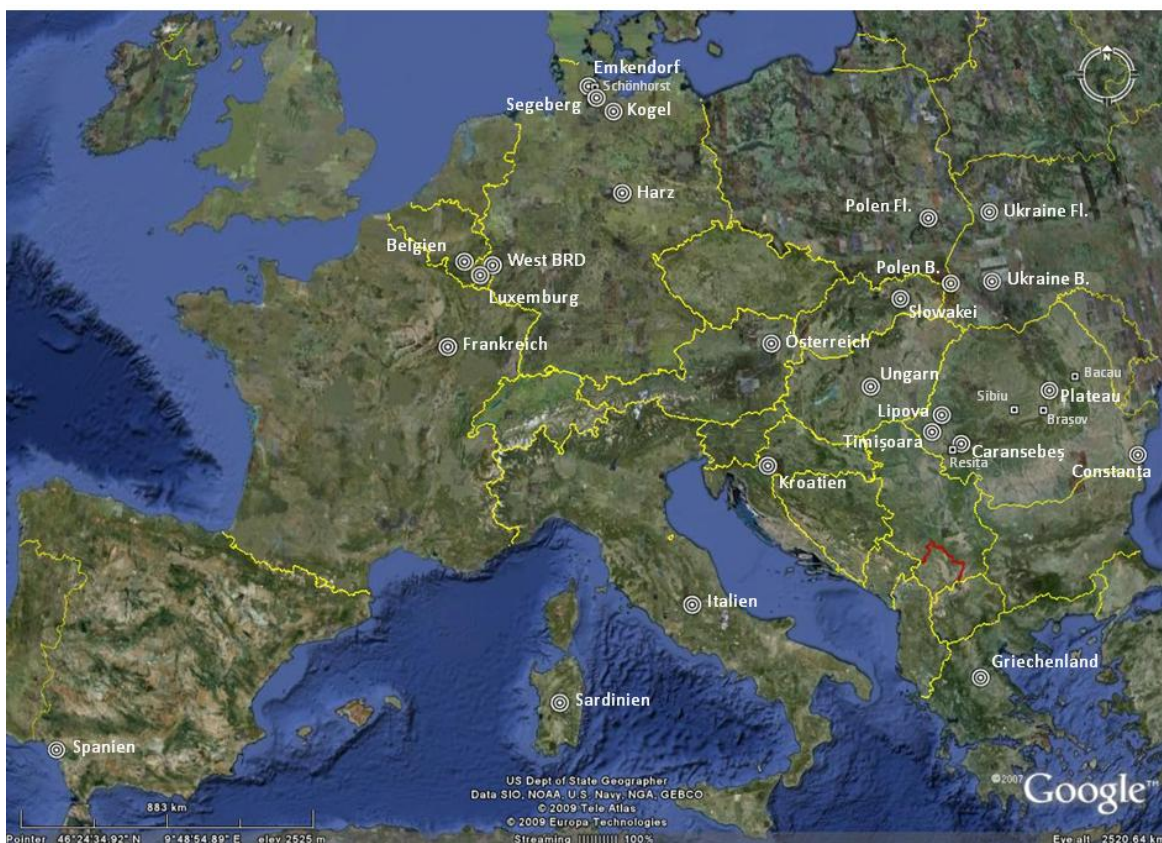 N
Emkendorf
Schönhorst
Segeberg
Kogel
Harz
Polen Fl.
Ukraine Fl.
Belgien
West BRD
Luxemburg
Polen B.
Ukraine B.
Slowakei
Frankreich
Österreich
Ungarn
Bacau
Plateau
Sibiu
Brașov
Lipova
Timișoara
Caransebeș
Resita
Constanța
Kroatien
Italien
Griechenland
Sardinien
Spanien
US Dept of State Geographer
Data SIO, NOAA, U.S. Navy, NGA, GEBCO
© 2009 Tele Atlas
© 2009 Europa Technologies
©2007 Google™
883 km
Pointer 46°24'34.92" N 9°48'54.89" E elev 2525 m Streaming |||||||||| 100% Eye alt 2520.64 km